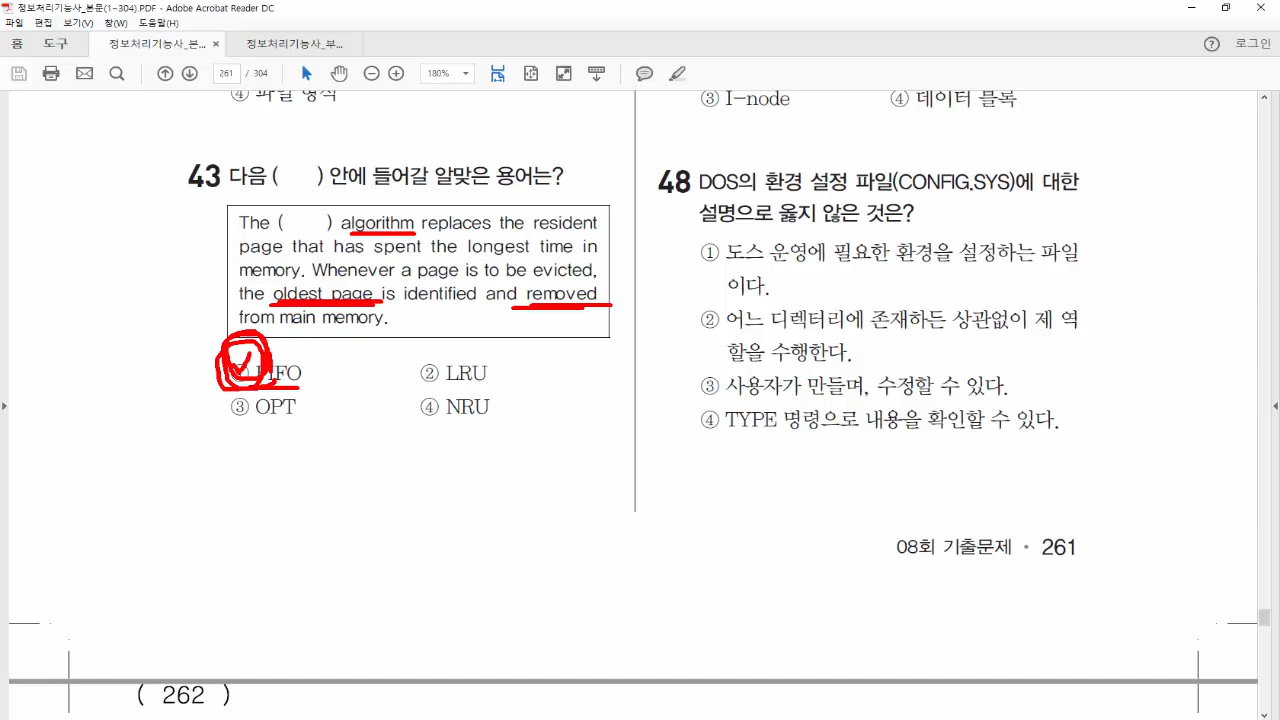 정보처리기능사_본문(1~304).PDF - Adobe Acrobat Reader DC
파일 편집 보기(V) 창(W) 도움말(H)
홈 도구 정보처리기능사_본... × 정보처리기능사_부... 로그인
261 / 304 180%
④ 파일 형식
43 다음 ( ) 안에 들어갈 알맞은 용어는?
The ( ) algorithm replaces the resident
page that has spent the longest time in
memory. Whenever a page is to be evicted,
the oldest page is identified and removed
from main memory.
① FIFO ② LRU
③ OPT ④ NRU
③ I-node ④ 데이터 블록
48 DOS의 환경 설정 파일(CONFIG.SYS)에 대한
설명으로 옳지 않은 것은?
① 도스 운영에 필요한 환경을 설정하는 파일
이다.
② 어느 디렉터리에 존재하든 상관없이 제 역
할을 수행한다.
③ 사용자가 만들며, 수정할 수 있다.
④ TYPE 명령으로 내용을 확인할 수 있다.
08회 기출문제 • 261
( 262 )